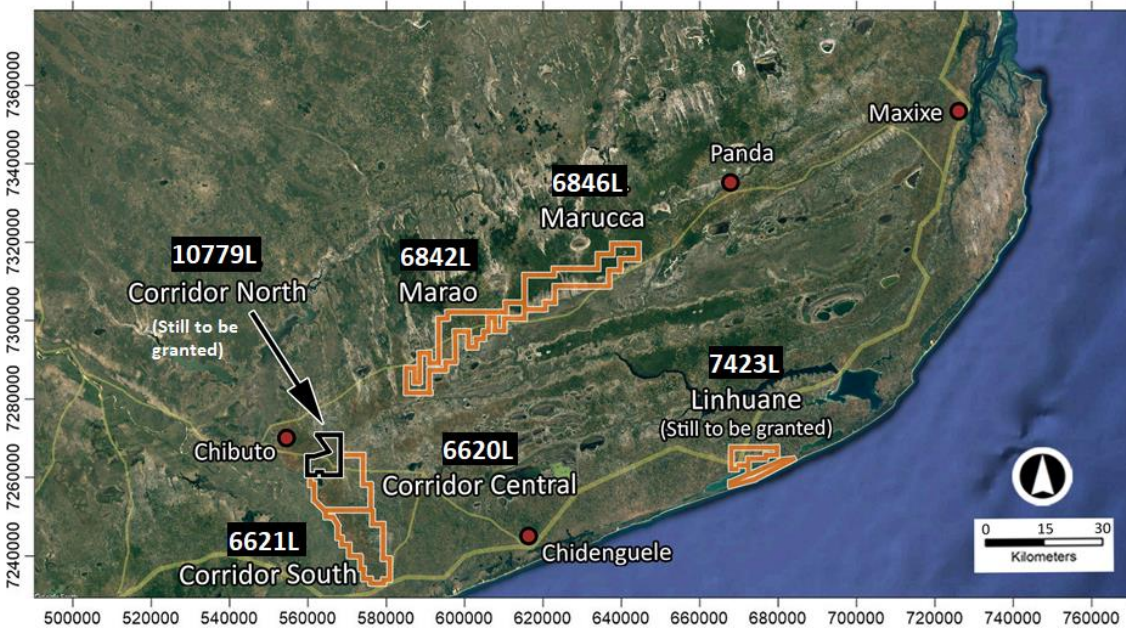 7360000
7340000
7320000
7300000
7280000
7260000
7240000
Maxixe
Panda
6846L
Marucca
6842L
Marao
10779L
Corridor North
(Still to be
granted)
7423L
Linhuane
(Still to be granted)
Chibuto
6620L
Corridor Central
6621L
Corridor South
Chidenguele
0 15 30
Kilometers
500000 520000 540000 560000 580000 600000 620000 640000 660000 680000 700000 720000 740000 760000